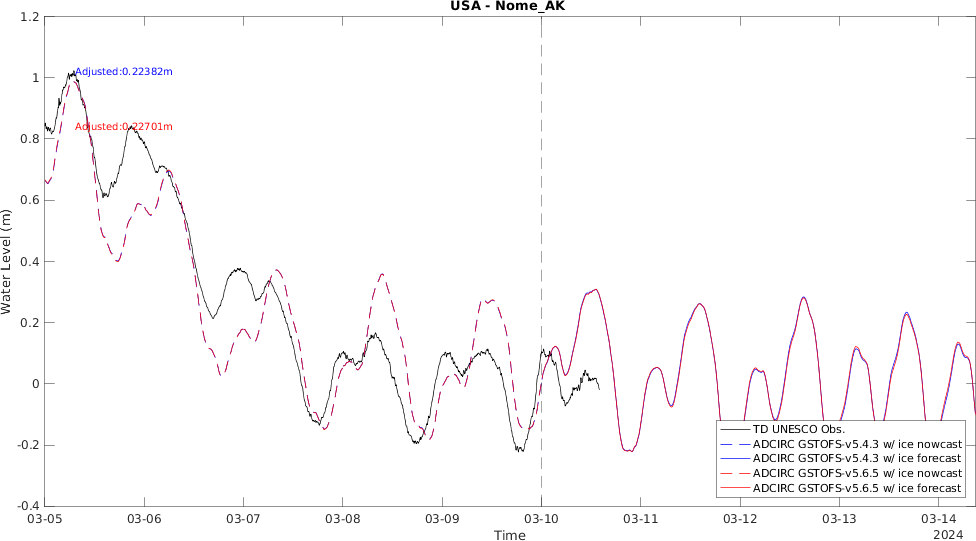 USA - Nome_AK
1.2
1
0.8
0.6
0.4
0.2
0
-0.2
-0.4
Water Level (m)
Adjusted:0.22382m
Adjusted:0.22701m
TD UNESCO Obs.
ADCIRC GSTOFS-v5.4.3 w/ ice nowcast
ADCIRC GSTOFS-v5.4.3 w/ ice forecast
ADCIRC GSTOFS-v5.6.5 w/ ice nowcast
ADCIRC GSTOFS-v5.6.5 w/ ice forecast
03-05 03-06 03-07 03-08 03-09 03-10 03-11 03-12 03-13 03-14
Time
2024